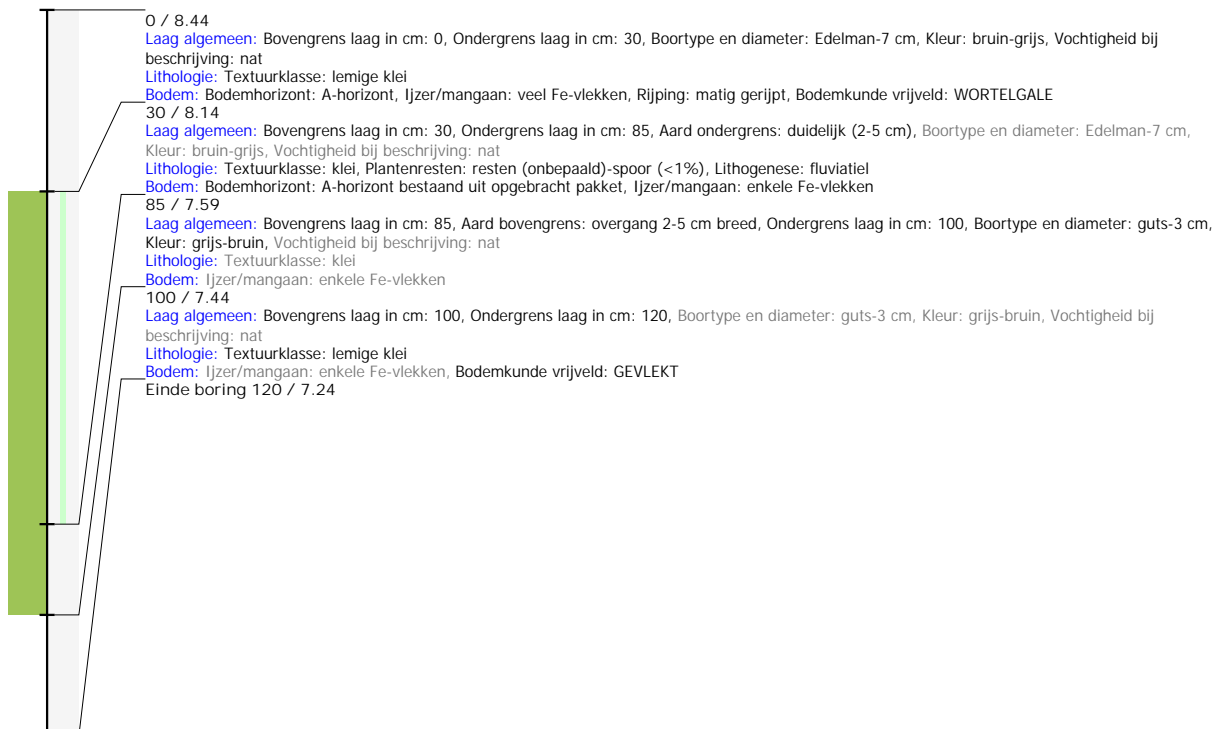 0 / 8.44
Laag algemeen: Bovengrens laag in cm: 0, Ondergrens laag in cm: 30, Boortype en diameter: Edelman-7 cm, Kleur: bruin-grijs, Vochtigheid bij
beschrijving: nat
Lithologie: Textuurklasse: lemige klei
Bodem: Bodemhorizont: A-horizont, Ijzer/mangaan: veel Fe-vlekken, Rijping: matig gerijpt, Bodemkunde vrijveld: WORTELGALE
30 / 8.14
Laag algemeen: Bovengrens laag in cm: 30, Ondergrens laag in cm: 85, Aard ondergrens: duidelijk (2-5 cm), Boortype en diameter: Edelman-7 cm,
Kleur: bruin-grijs, Vochtigheid bij beschrijving: nat
Lithologie: Textuurklasse: klei, Plantenresten: resten (onbepaald)-spoor (<1%), Lithogenese: fluviatiel
Bodem: Bodemhorizont: A-horizont bestaand uit opgebracht pakket, Ijzer/mangaan: enkele Fe-vlekken
85 / 7.59
Laag algemeen: Bovengrens laag in cm: 85, Aard bovengrens: overgang 2-5 cm breed, Ondergrens laag in cm: 100, Boortype en diameter: guts-3 cm,
Kleur: grijs-bruin, Vochtigheid bij beschrijving: nat
Lithologie: Textuurklasse: klei
Bodem: Ijzer/mangaan: enkele Fe-vlekken
100 / 7.44
Laag algemeen: Bovengrens laag in cm: 100, Ondergrens laag in cm: 120, Boortype en diameter: guts-3 cm, Kleur: grijs-bruin, Vochtigheid bij
beschrijving: nat
Lithologie: Textuurklasse: lemige klei
Bodem: Ijzer/mangaan: enkele Fe-vlekken, Bodemkunde vrijveld: GEVLEKT
Einde boring 120 / 7.24